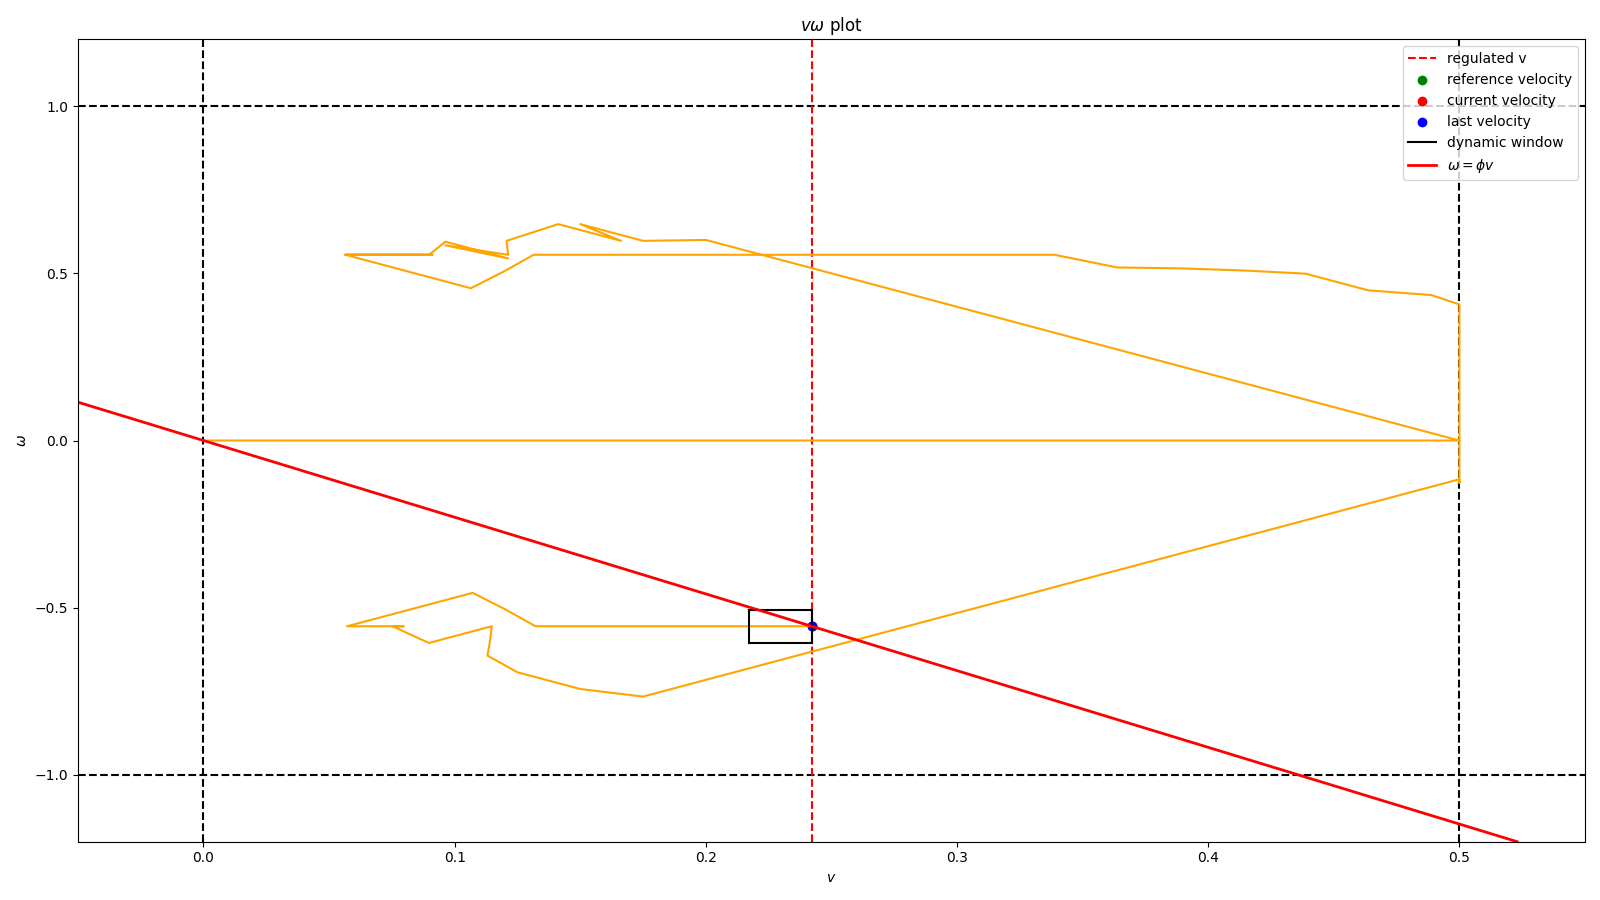 vω plot
regulated v
reference velocity
current velocity
last velocity
dynamic window
ω = ϕv
1.0
0.5
0.0
−0.5
−1.0
ω
0.0 0.1 0.2 0.3 0.4 0.5
v